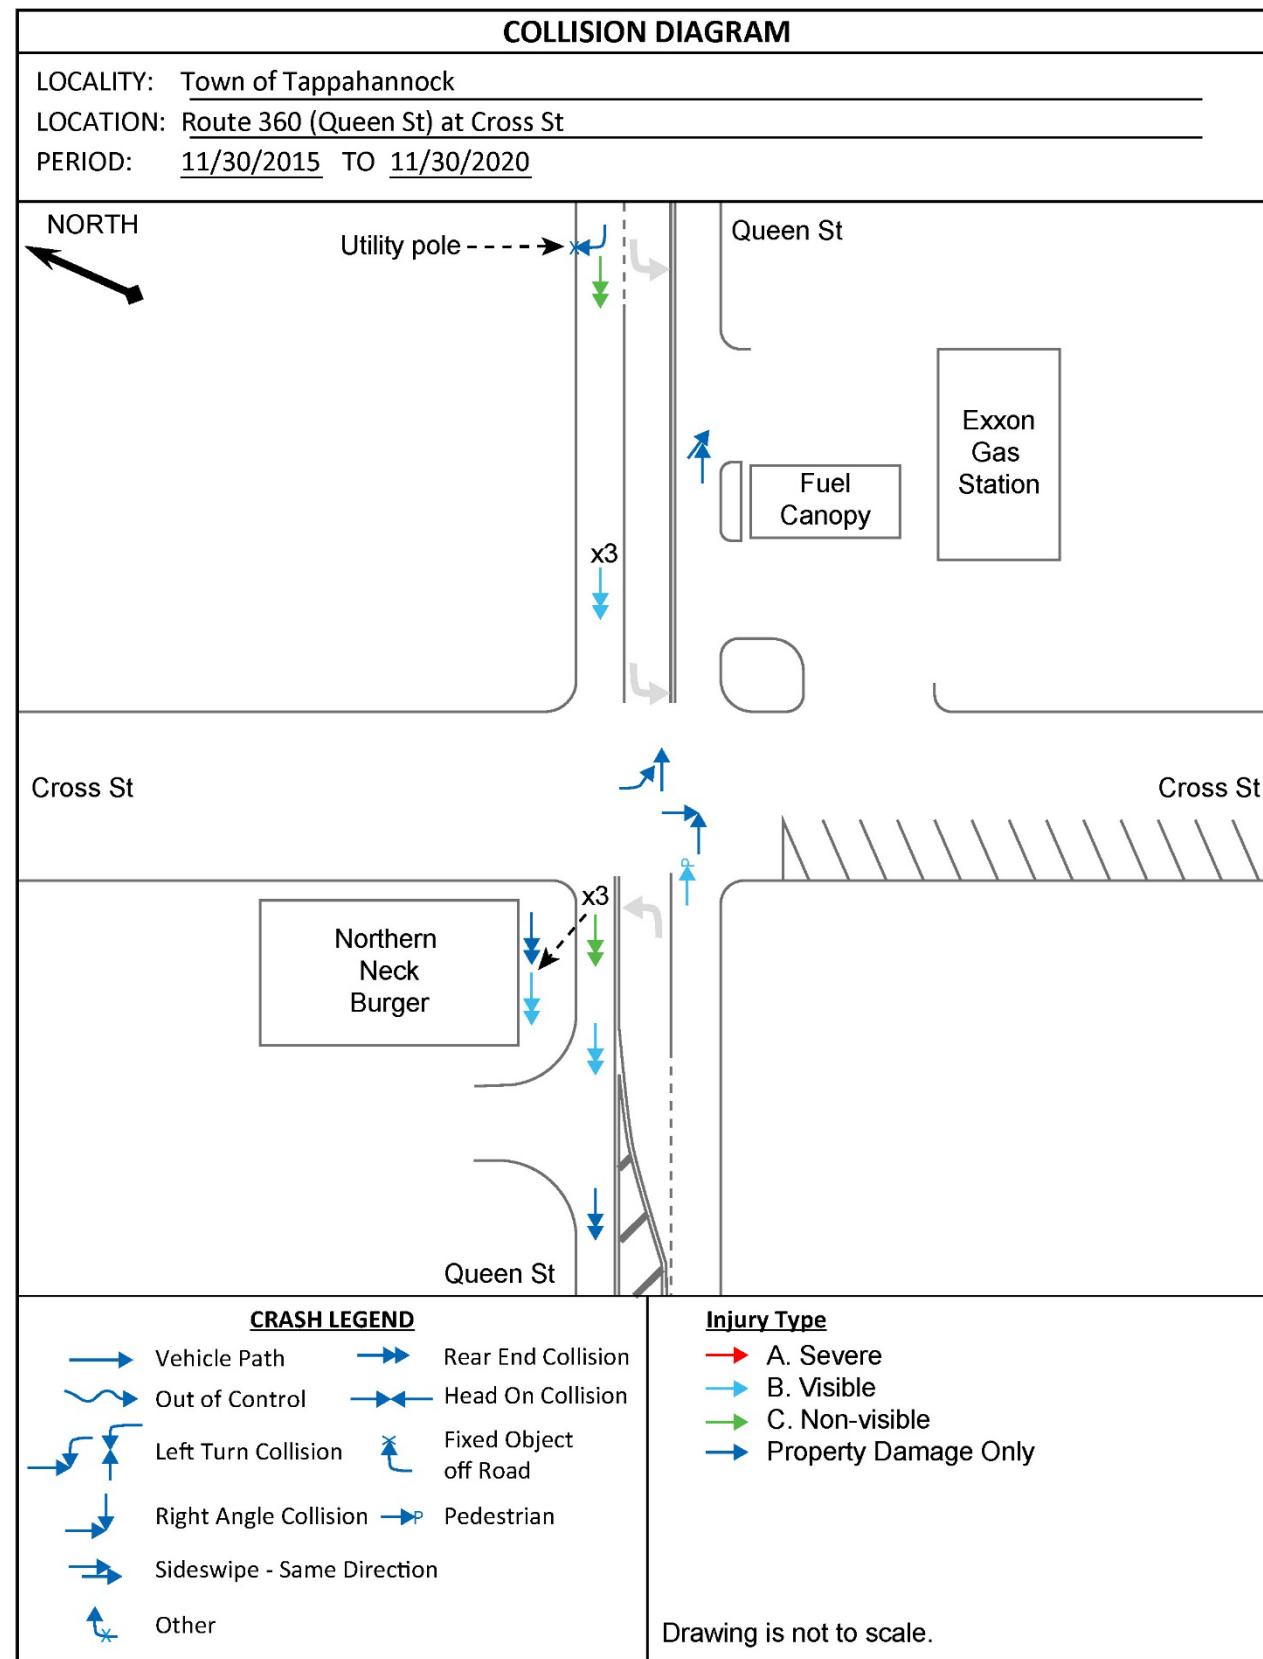 COLLISION DIAGRAM
LOCALITY: Town of Tappahannock
LOCATION: Route 360 (Queen St) at Cross St
PERIOD: 11/30/2015 TO 11/30/2020
NORTH
Utility pole
Queen St
Exxon
Gas
Station
Fuel
Canopy
x3
Cross St
Cross St
P
x3
Northern
Neck
Burger
Queen St
CRASH LEGEND
Vehicle Path
Rear End Collision
Out of Control
Head On Collision
Left Turn Collision
Fixed Object
off Road
Right Angle Collision
P
Pedestrian
Sideswipe - Same Direction
Other
Injury Type
A. Severe
B. Visible
C. Non-visible
Property Damage Only
Drawing is not to scale.